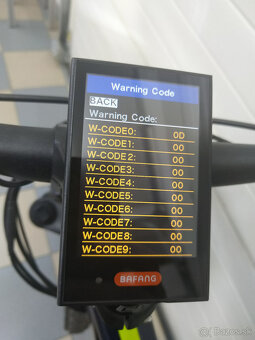 Warning Code
BACK
Warning Code:
W-CODE0: 0D
W-CODE1: 00
W-CODE2: 00
W-CODE3: 00
W-CODE4: 00
W-CODE5: 00
W-CODE6: 00
W-CODE7: 00
W-CODE8: 00
W-CODE9: 00
BAFANG